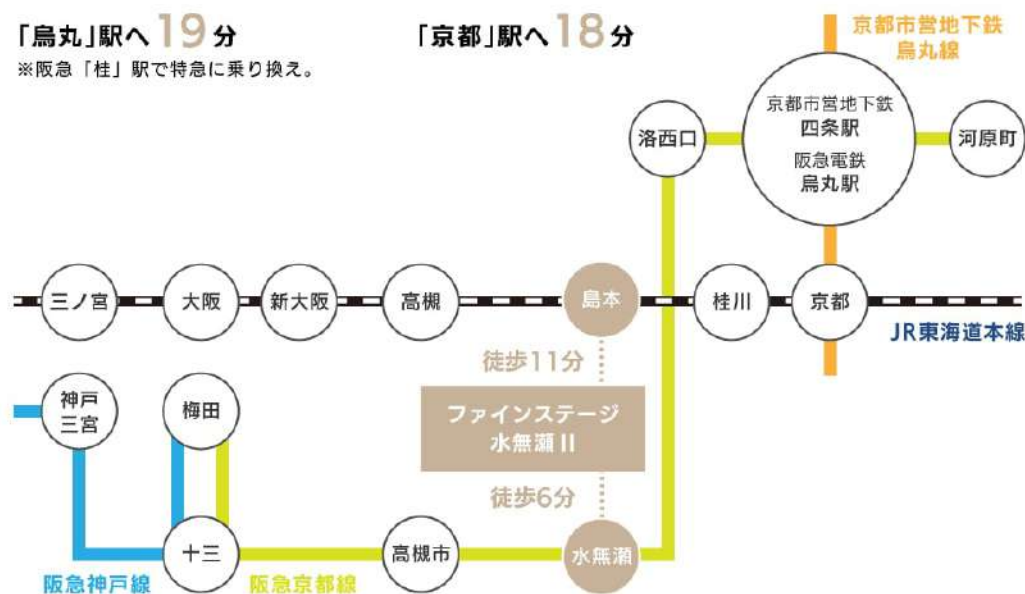 「烏丸」駅へ19分
※阪急「桂」駅で特急に乗り換え。
「京都」駅へ18分
京都市営地下鉄
烏丸線
洛西口
京都市営地下鉄
四条駅
阪急電鉄
烏丸駅
河原町
三ノ宮
大阪
新大阪
高槻
島本
桂川
京都
JR東海道本線
徒歩11分
神戸
三宮
梅田
ファインステージ
水無瀬II
徒歩6分
十三
高槻市
水無瀬
阪急神戸線
阪急京都線